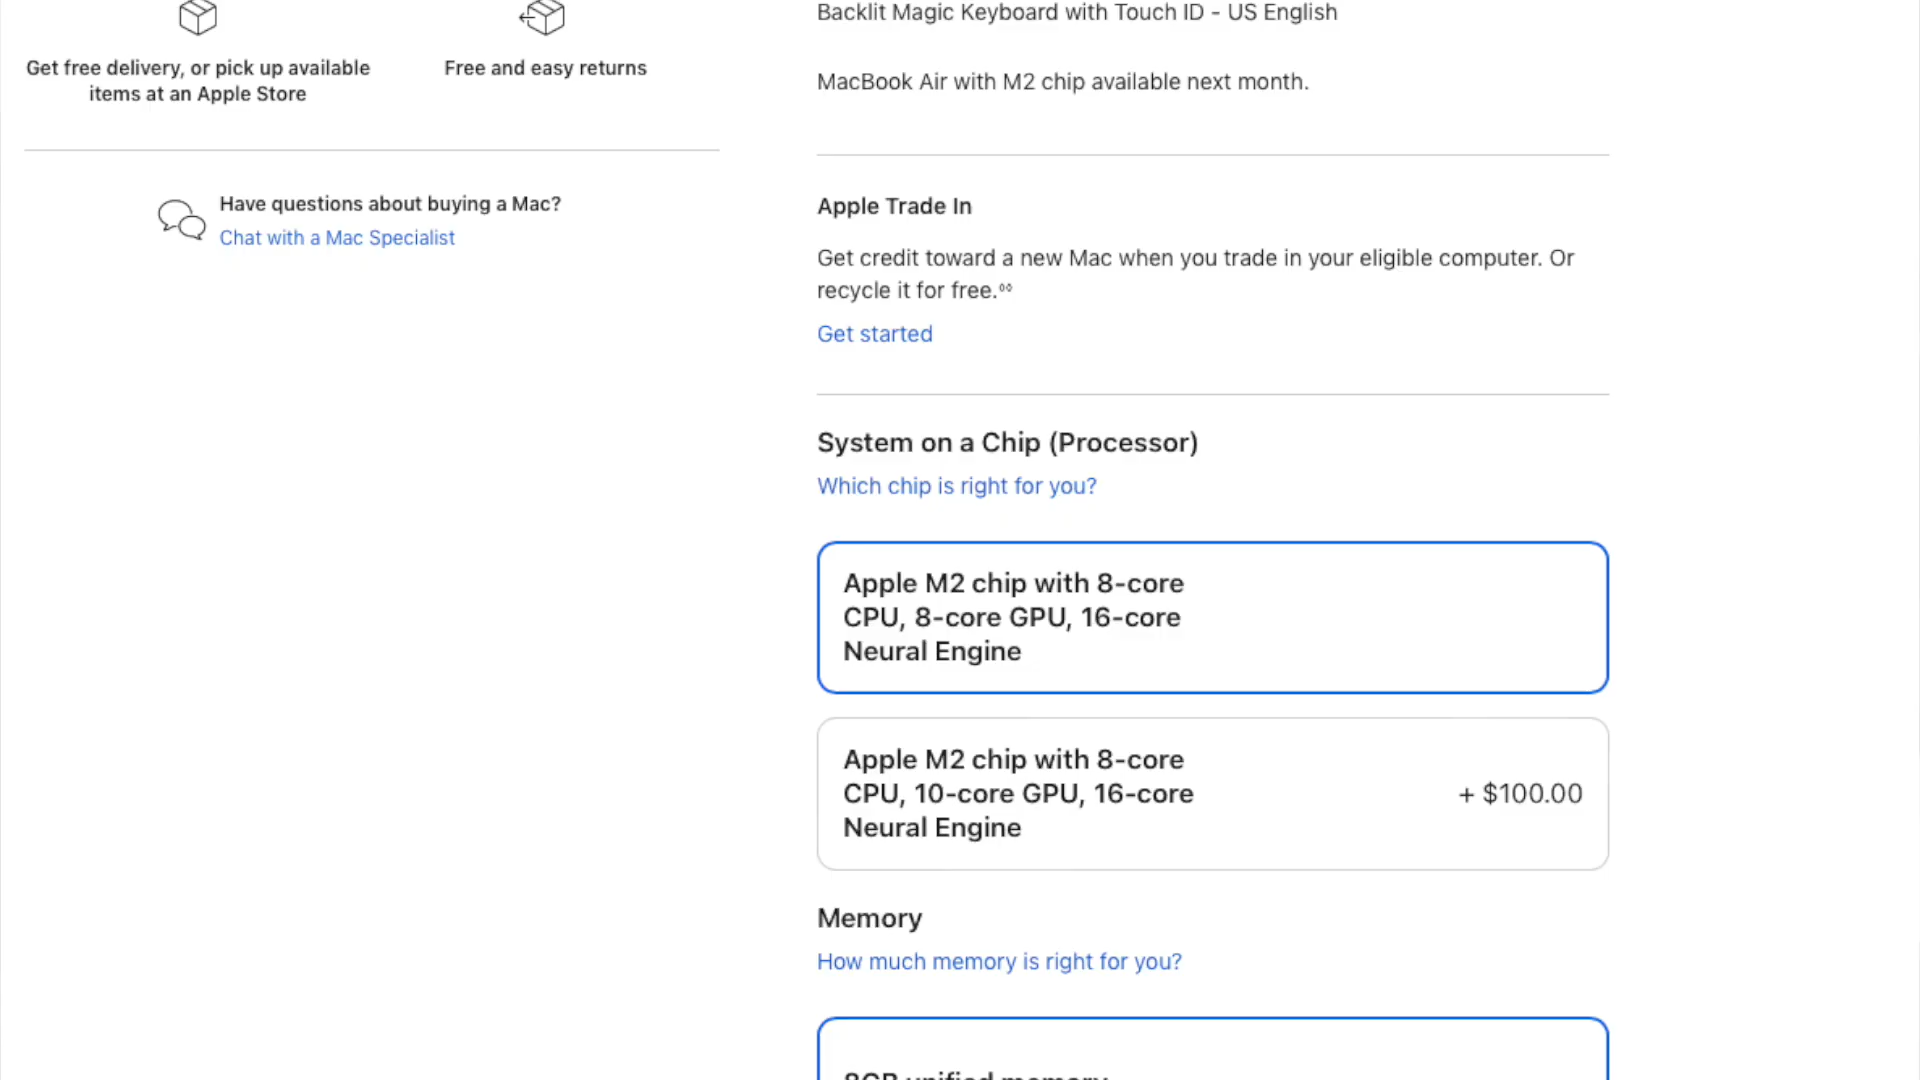 Get free delivery, or pick up available
items at an Apple Store
Free and easy returns
Have questions about buying a Mac?
Chat with a Mac Specialist
Backlit Magic Keyboard with Touch ID - US English
MacBook Air with M2 chip available next month.
Apple Trade In
Get credit toward a new Mac when you trade in your eligible computer. Or
recycle it for free.◊◊
Get started
System on a Chip (Processor)
Which chip is right for you?
Apple M2 chip with 8-core
CPU, 8-core GPU, 16-core
Neural Engine
Apple M2 chip with 8-core
CPU, 10-core GPU, 16-core
Neural Engine
+ $100.00
Memory
How much memory is right for you?
8GB unified memory